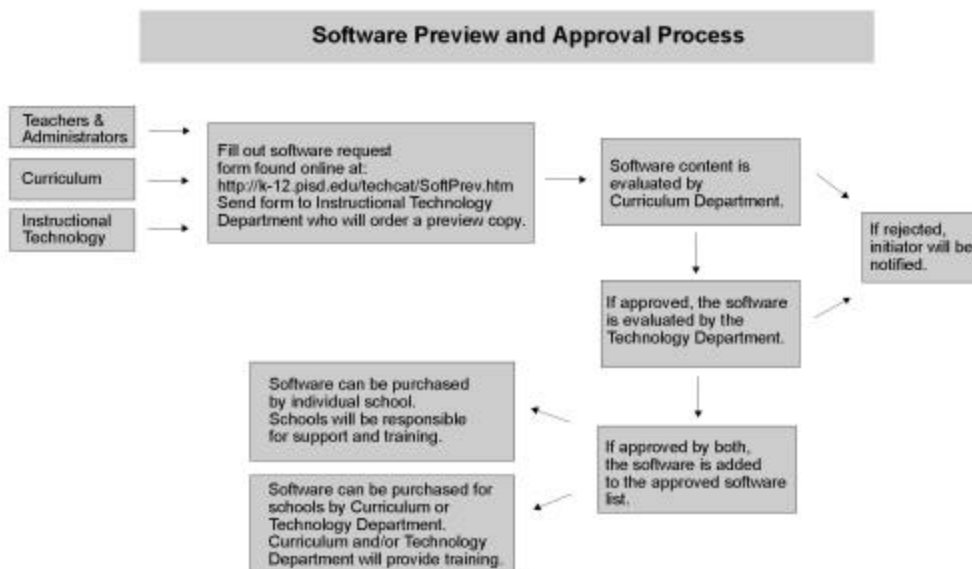 Software Preview and Approval Process
Teachers &
Administrators
Curriculum
Instructional
Technology
Fill out software request
form found online at:
http://k-12.pisd.edu/techcat/SoftPrev.htm
Send form to Instructional Technology
Department who will order a preview copy.
Software content is
evaluated by
Curriculum Department.
If rejected,
initiator will be
notified.
If approved, the software
is evaluated by the
Technology Department.
If approved by both,
the software is added
to the approved software
list.
Software can be purchased
by individual school.
Schools will be responsible
for support and training.
Software can be purchased for
schools by Curriculum or
Technology Department.
Curriculum and/or Technology
Department will provide training.